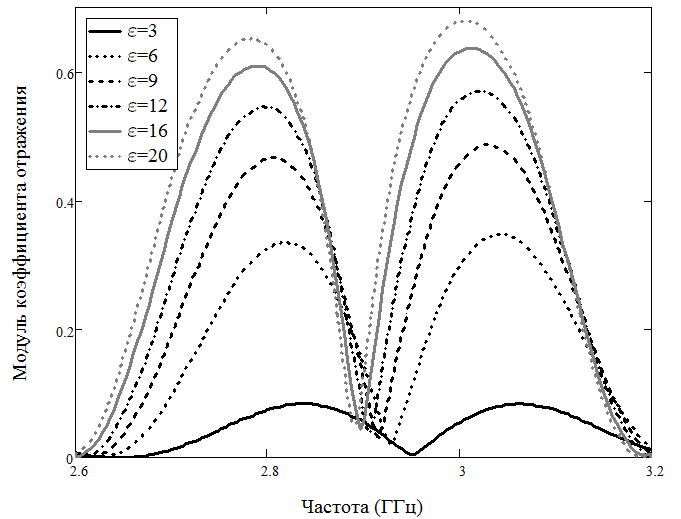 ε=3
ε=6
ε=9
ε=12
ε=16
ε=20
0.6
0.4
0.2
0
2.6
2.8
3
3.2
Модуль коэффициента отражения
Частота (ГГц)